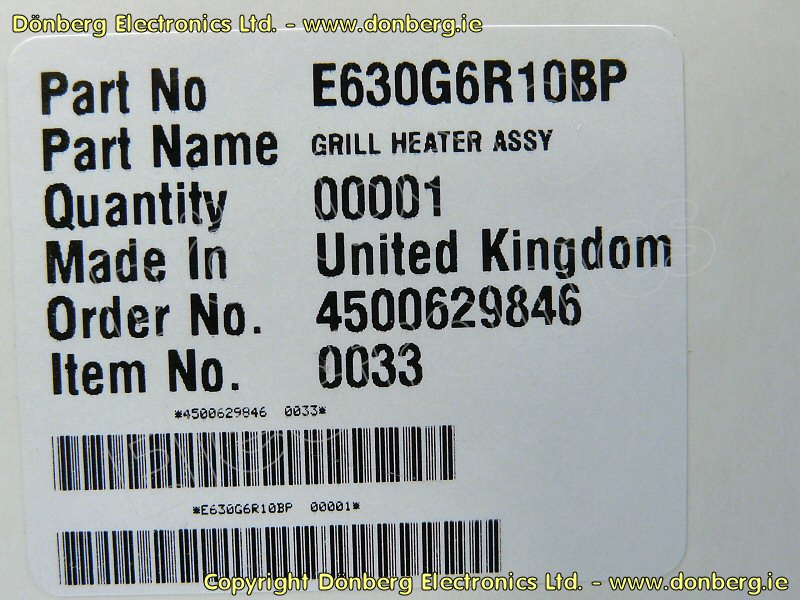 Dönberg Electronics Ltd. - www.donberg.ie
Part No E630G6R10BP
Part Name GRILL HEATER ASSY
Quantity 00001
Made In United Kingdom
Order No. 4500629846
Item No. 0033
*4500629846 0033*
*E630G6R10BP 00001*
Copyright Dönberg Electronics Ltd. - www.donberg.ie